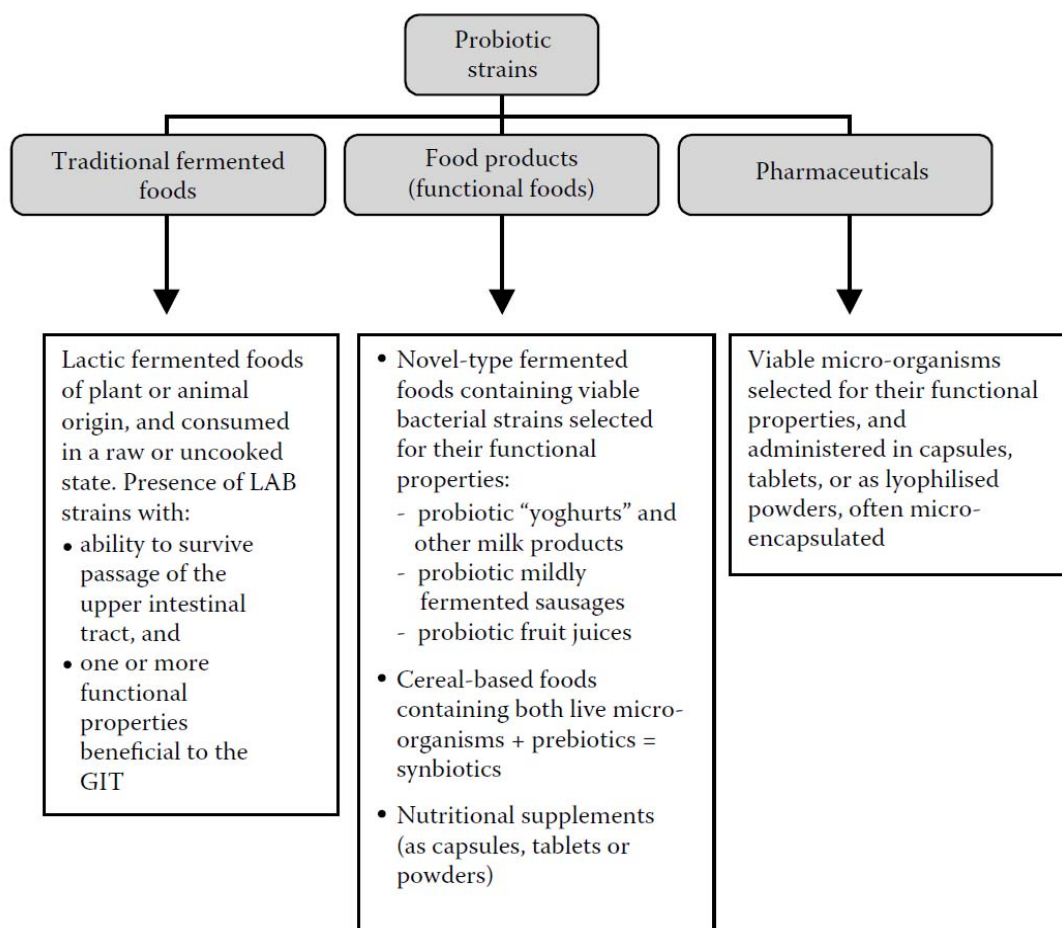 Probiotic
strains
Traditional fermented
foods
Food products
(functional foods)
Pharmaceuticals
Lactic fermented foods
of plant or animal
origin, and consumed
in a raw or uncooked
state. Presence of LAB
strains with:
• ability to survive
passage of the
upper intestinal
tract, and
• one or more
functional
properties
beneficial to the
GIT
• Novel-type fermented
foods containing viable
bacterial strains selected
for their functional
properties:
- probiotic “yoghurts” and
other milk products
- probiotic mildly
fermented sausages
- probiotic fruit juices
• Cereal-based foods
containing both live micro-
organisms + prebiotics =
synbiotics
• Nutritional supplements
(as capsules, tablets or
powders)
Viable micro-organisms
selected for their functional
properties, and
administered in capsules,
tablets, or as lyophilised
powders, often micro-
encapsulated